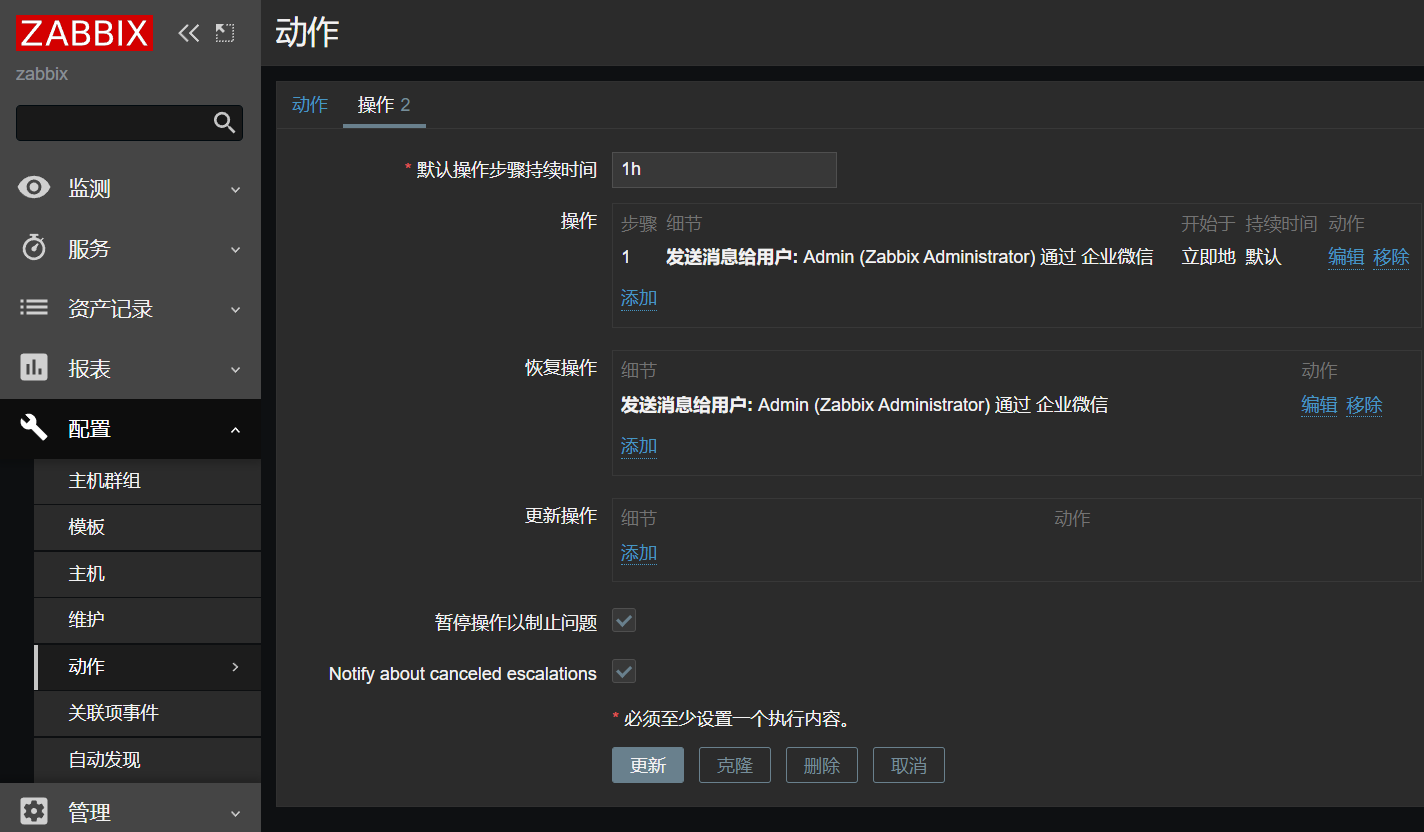 ZABBIX
zabbix
监测
服务
资产记录
报表
配置
主机群组
模板
主机
维护
动作
关联项事件
自动发现
管理
动作
动作 操作 2
* 默认操作步骤持续时间 1h
操作 步骤 细节 开始于 持续时间 动作
1 发送消息给用户: Admin (Zabbix Administrator) 通过 企业微信 立即地 默认 编辑 移除
添加
恢复操作 细节 动作
发送消息给用户: Admin (Zabbix Administrator) 通过 企业微信 编辑 移除
添加
更新操作 细节 动作
添加
暂停操作以制止问题
Notify about canceled escalations
* 必须至少设置一个执行内容。
更新 克隆 删除 取消